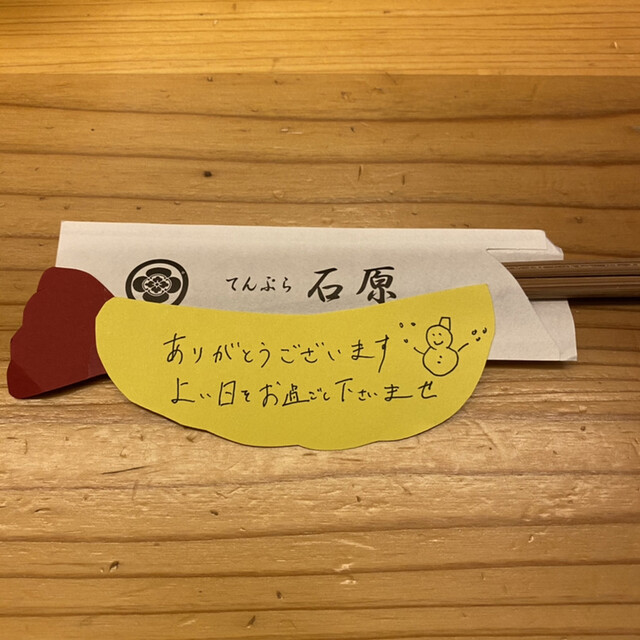 てんぷら 石原
ありがとうございます
よい日をお過ごし下さいませ